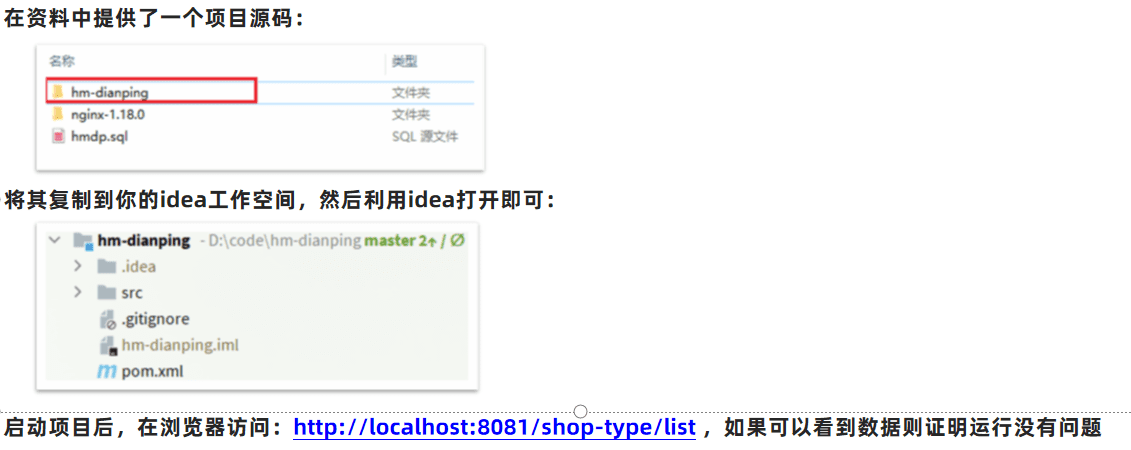 在资料中提供了一个项目源码：
名称 类型
hm-dianping 文件夹
nginx-1.18.0 文件夹
hmdp.sql SQL 源文件
将其复制到你的idea工作空间，然后利用idea打开即可：
hm-dianping - D:\code\hm-dianping master 2↑ / ∅
.idea
src
.gitignore
hm-dianping.iml
m pom.xml
启动项目后，在浏览器访问：http://localhost:8081/shop-type/list ，如果可以看到数据则证明运行没有问题